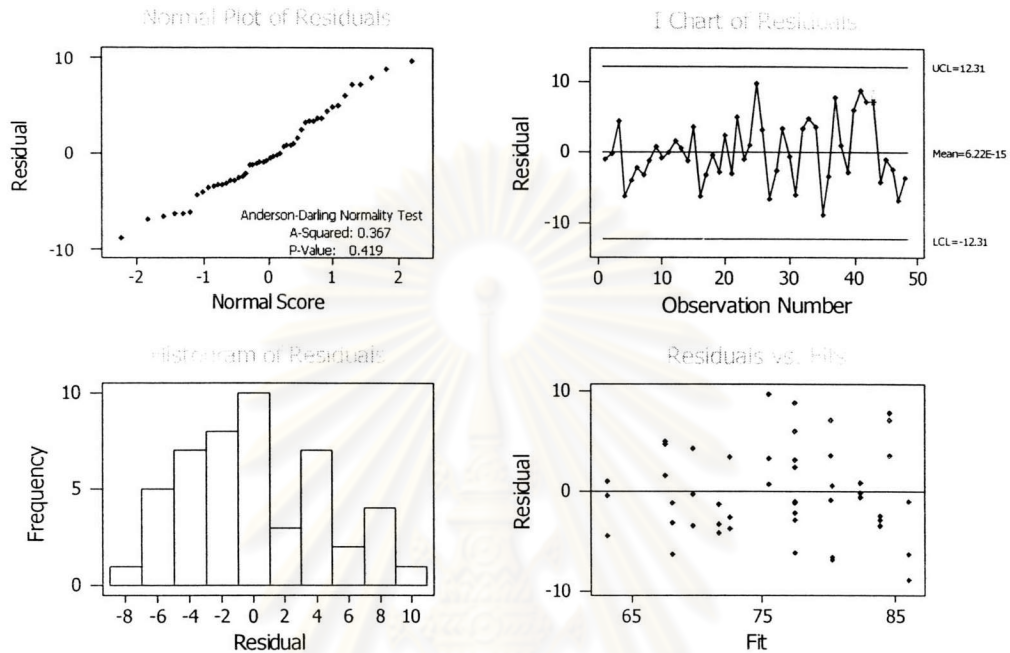 Normal Plot of Residuals
10
0
-10
Residual
Anderson-Darling Normality Test
A-Squared: 0.367
P-Value: 0.419
-2 -1 0 1 2
Normal Score
I Chart of Residuals
10
0
-10
Residual
UCL=12.31
Mean=6.22E-15
LCL=-12.31
0 10 20 30 40 50
Observation Number
Histogram of Residuals
10
5
0
Frequency
-8 -6 -4 -2 0 2 4 6 8 10
Residual
Residuals vs. Fits
10
0
-10
Residual
65 75 85
Fit